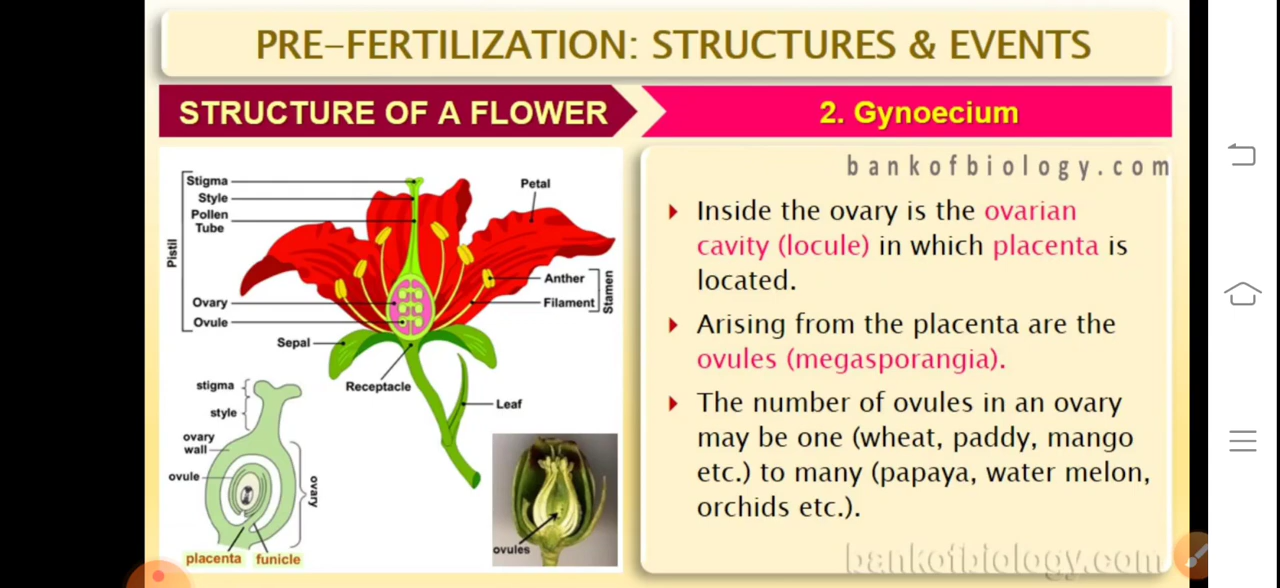 PRE-FERTILIZATION: STRUCTURES & EVENTS
STRUCTURE OF A FLOWER
2. Gynoecium
Stigma
Style
Pollen
Tube
Pistil
Ovary
Ovule
Sepal
Receptacle
Petal
Anther
Filament
Stamen
Leaf
stigma
style
ovary
wall
ovule
ovary
placenta funicle
ovules
bankofbiology.com
Inside the ovary is the ovarian
cavity (locule) in which placenta is
located.
Arising from the placenta are the
ovules (megasporangia).
The number of ovules in an ovary
may be one (wheat, paddy, mango
etc.) to many (papaya, water melon,
orchids etc.).
bankofbiology.com